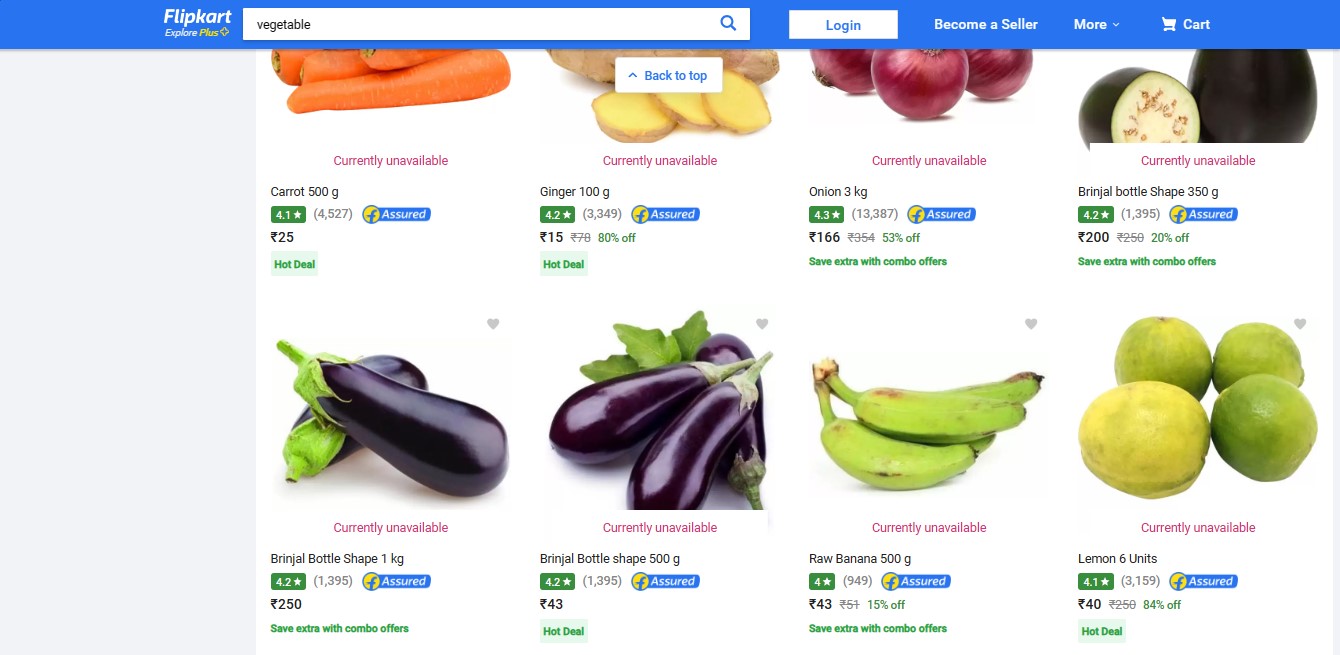 Flipkart
Explore Plus
vegetable
Login
Become a Seller
More
Cart
Back to top
Currently unavailable
Currently unavailable
Currently unavailable
Currently unavailable
Carrot 500 g
Ginger 100 g
Onion 3 kg
Brinjal bottle Shape 350 g
4.1★ (4,527) f Assured
4.2★ (3,349) f Assured
4.3★ (13,387) f Assured
4.2★ (1,395) f Assured
₹25
₹15 ₹78 80% off
₹166 ₹354 53% off
₹200 ₹250 20% off
Hot Deal
Hot Deal
Save extra with combo offers
Save extra with combo offers
Currently unavailable
Currently unavailable
Currently unavailable
Currently unavailable
Brinjal Bottle Shape 1 kg
Brinjal Bottle shape 500 g
Raw Banana 500 g
Lemon 6 Units
4.2★ (1,395) f Assured
4.2★ (1,395) f Assured
4★ (949) f Assured
4.1★ (3,159) f Assured
₹250
₹43
₹43 ₹51 15% off
₹40 ₹250 84% off
Save extra with combo offers
Hot Deal
Save extra with combo offers
Hot Deal